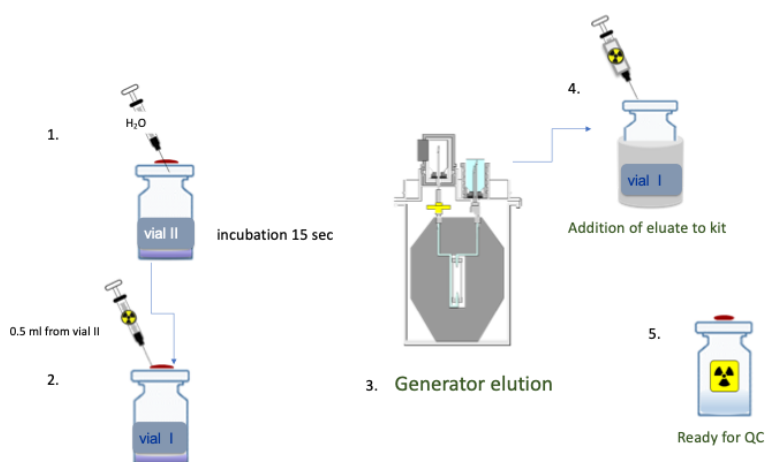 1.
H₂O
vial II
incubation 15 sec
0.5 ml from vial II
2.
vial I
3. Generator elution
4.
vial I
Addition of eluate to kit
5.
Ready for QC